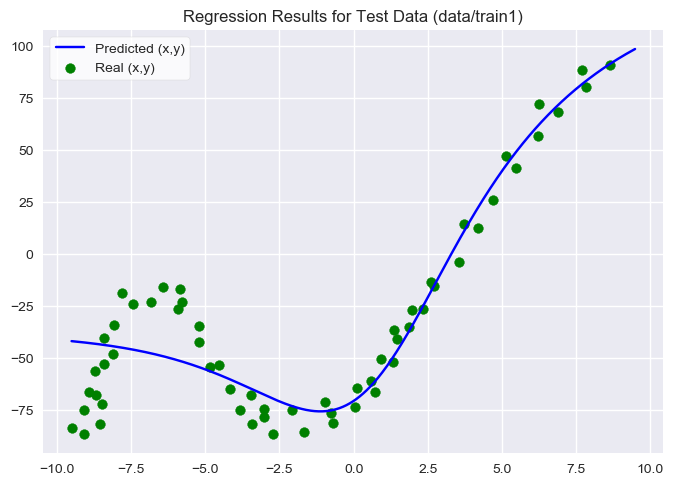 Regression Results for Test Data (data/train1)
Predicted (x,y)
Real (x,y)
100
75
50
25
0
−25
−50
−75
−10.0 −7.5 −5.0 −2.5 0.0 2.5 5.0 7.5 10.0